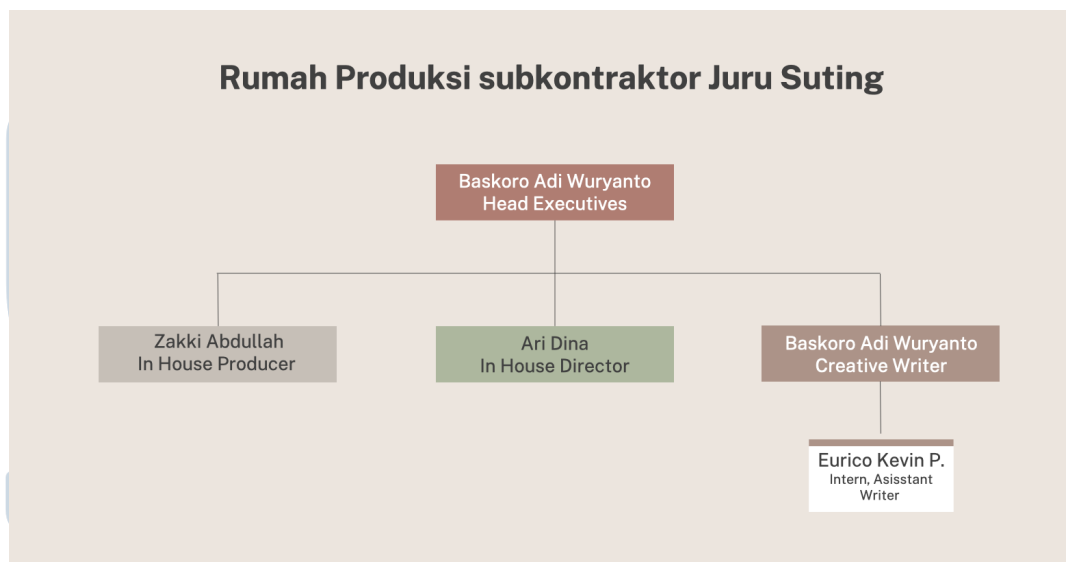 Rumah Produksi subkontraktor Juru Suting
Baskoro Adi Wuryanto
Head Executives
Zakki Abdullah
In House Producer
Ari Dina
In House Director
Baskoro Adi Wuryanto
Creative Writer
Eurico Kevin P.
Intern, Asisstant
Writer